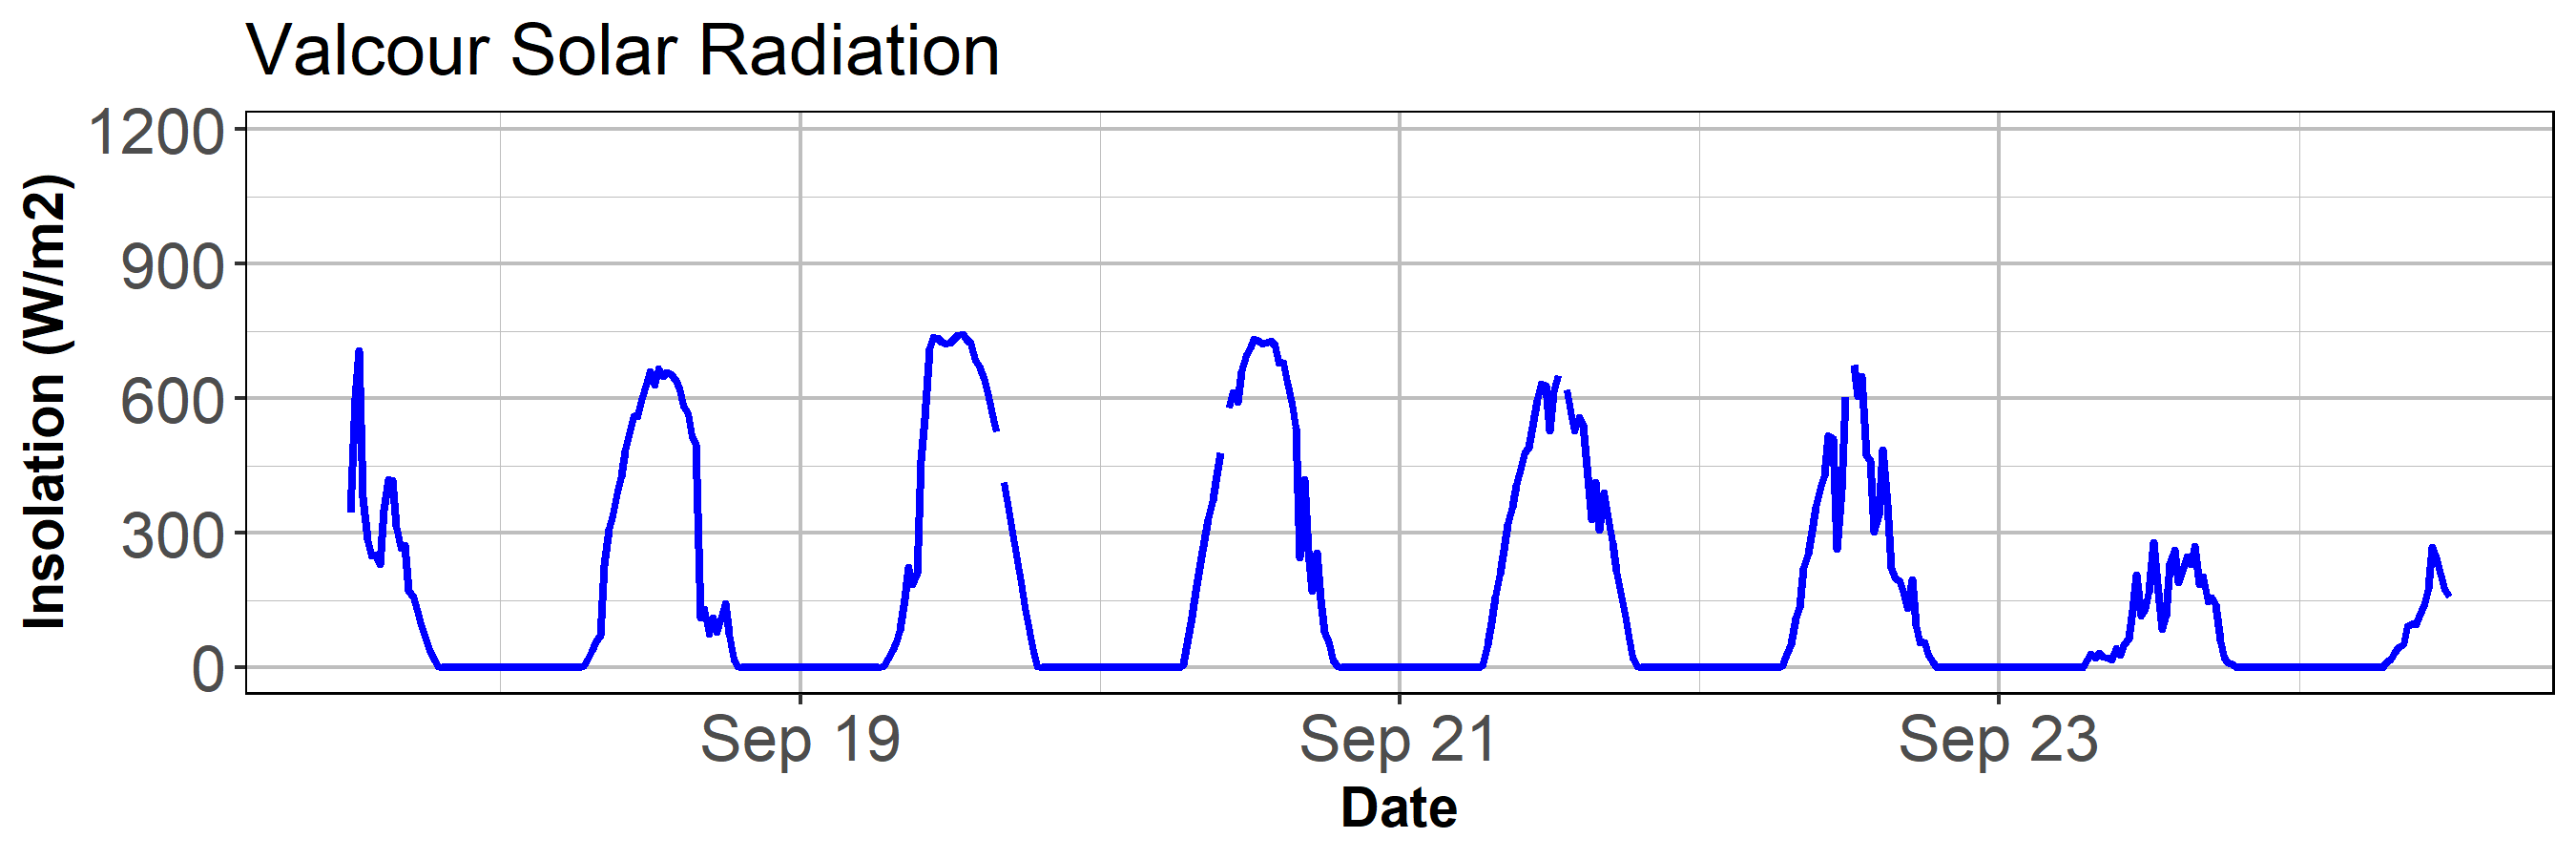 Valcour Solar Radiation
Insolation (W/m2)
1200
900
600
300
0
Sep 19 Sep 21 Sep 23
Date